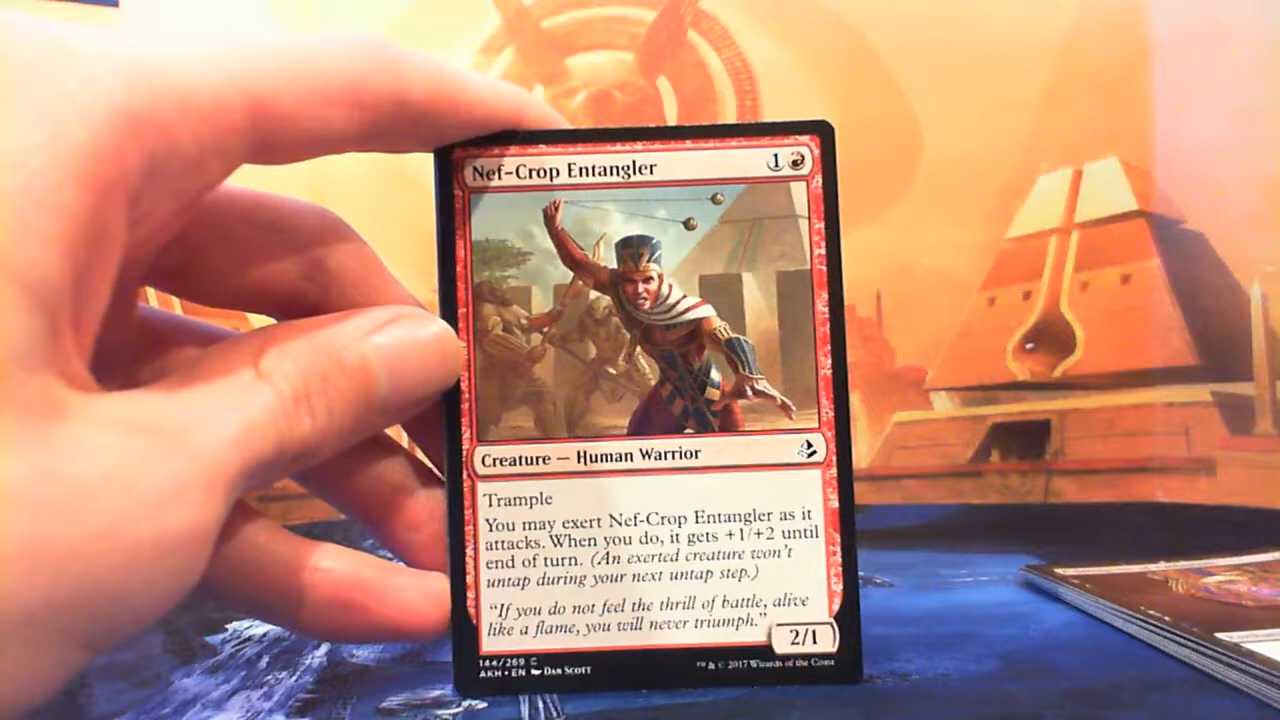 Nef-Crop Entangler 1
Creature — Human Warrior
Trample
You may exert Nef-Crop Entangler as it
attacks. When you do, it gets +1/+2 until
end of turn. (An exerted creature won't
untap during your next untap step.)
"If you do not feel the thrill of battle, alive
like a flame, you will never triumph."
2/1
144/269 C
AKH • EN Dan Scott
™ & © 2017 Wizards of the Coast